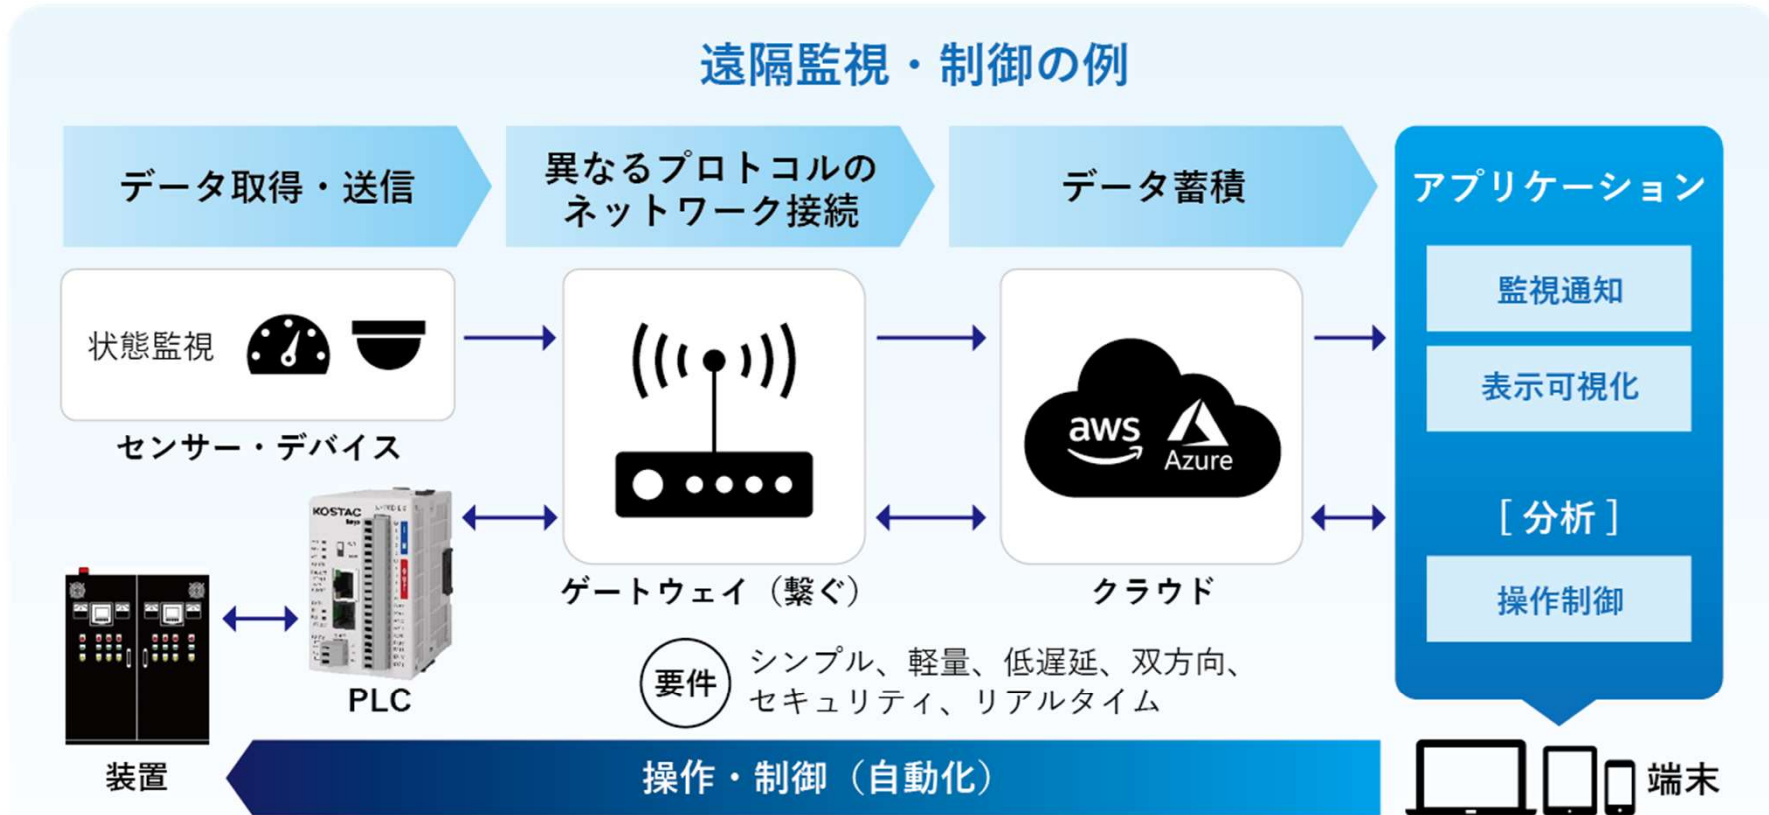 遠隔監視・制御の例
データ取得・送信
異なるプロトコルの
ネットワーク接続
データ蓄積
アプリケーション
監視通知
表示可視化
[ 分析 ]
操作制御
状態監視
センサー・デバイス
aws
Azure
KOSTAC
PLC
装置
ゲートウェイ（繋ぐ）
クラウド
要件
シンプル、軽量、低遅延、双方向、
セキュリティ、リアルタイム
操作・制御（自動化）
端末